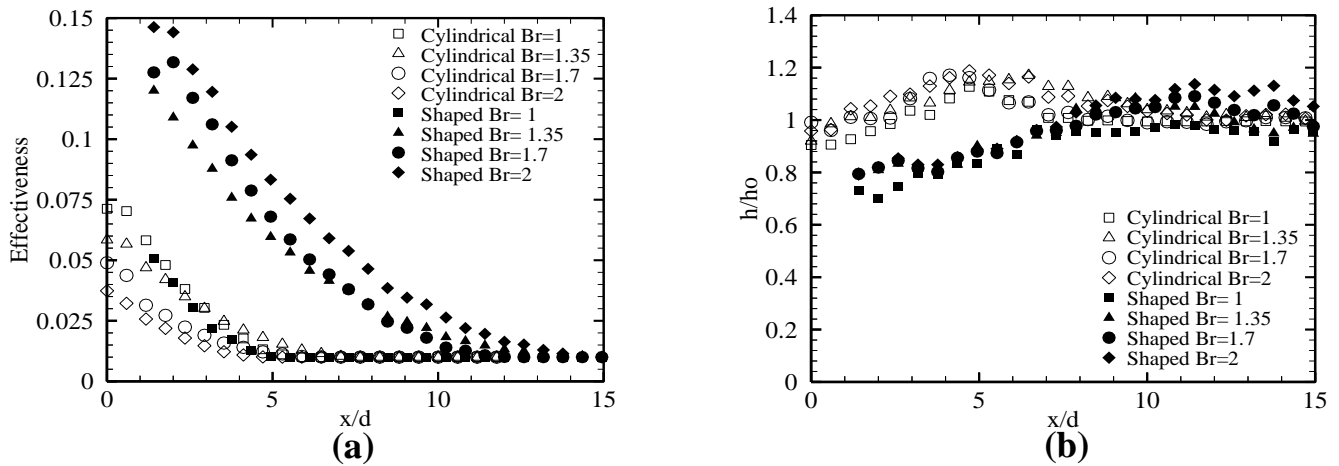 0.15
0.125
0.1
0.075
0.05
0.025
0
Effectiveness
Cylindrical Br=1
Cylindrical Br=1.35
Cylindrical Br=1.7
Cylindrical Br=2
Shaped Br= 1
Shaped Br= 1.35
Shaped Br=1.7
Shaped Br=2
0 5 10 15
x/d
(a)
1.4
1.2
1
0.8
0.6
0.4
0.2
0
h/ho
Cylindrical Br=1
Cylindrical Br=1.35
Cylindrical Br=1.7
Cylindrical Br=2
Shaped Br= 1
Shaped Br= 1.35
Shaped Br=1.7
Shaped Br=2
0 5 10 15
x/d
(b)